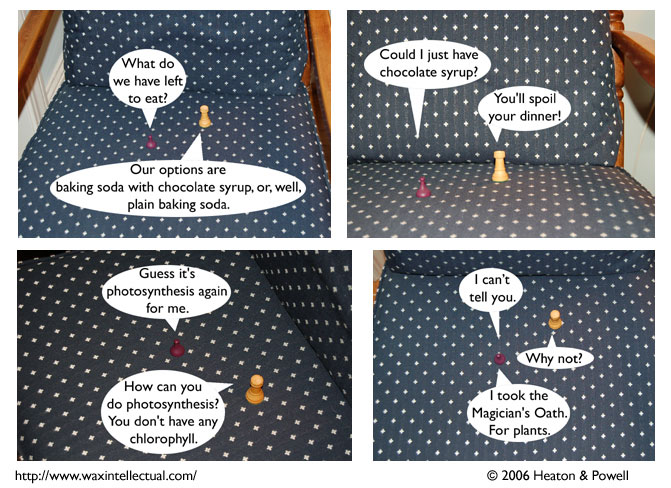 What do
we have left
to eat?
Our options are
baking soda with chocolate syrup, or, well,
plain baking soda.
Could I just have
chocolate syrup?
You'll spoil
your dinner!
Guess it's
photosynthesis again
for me.
How can you
do photosynthesis?
You don't have any
chlorophyll.
I can't
tell you.
Why not?
I took the
Magician's Oath.
For plants.
http://www.waxintellectual.com/
© 2006 Heaton & Powell